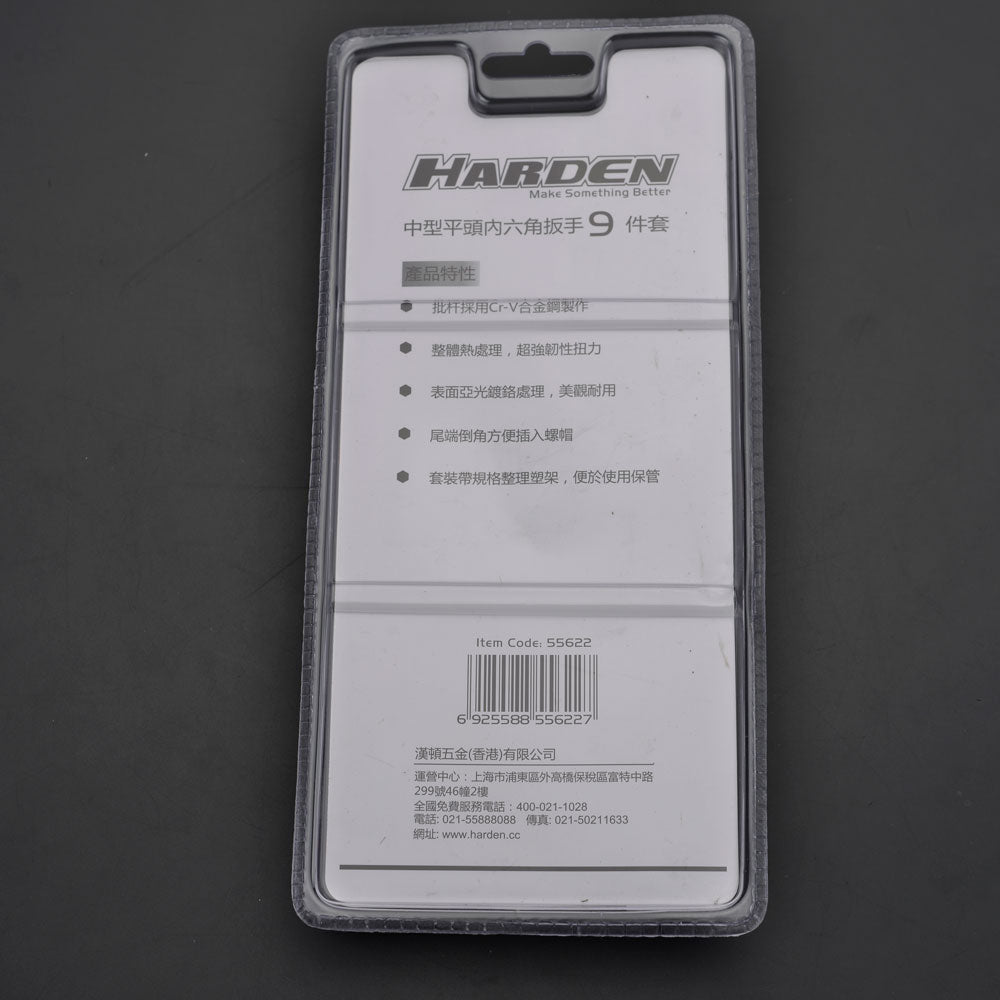 HARDEN
Make Something Better
中型平頭內六角扳手 9 件套
產品特性
批杆採用Cr-V合金鋼製作
整體熱處理，超強韌性扭力
表面亞光鍍鉻處理，美觀耐用
尾端倒角方便插入螺帽
套裝帶規格整理塑架，便於使用保管
Item Code: 55622
6 925588 556227
漢頓五金(香港)有限公司
運營中心：上海市浦東區外高橋保稅區富特中路
299號46幢2樓
全國免費服務電話：400-021-1028
電話: 021-55888088 傳真: 021-50211633
網址: www.harden.cc